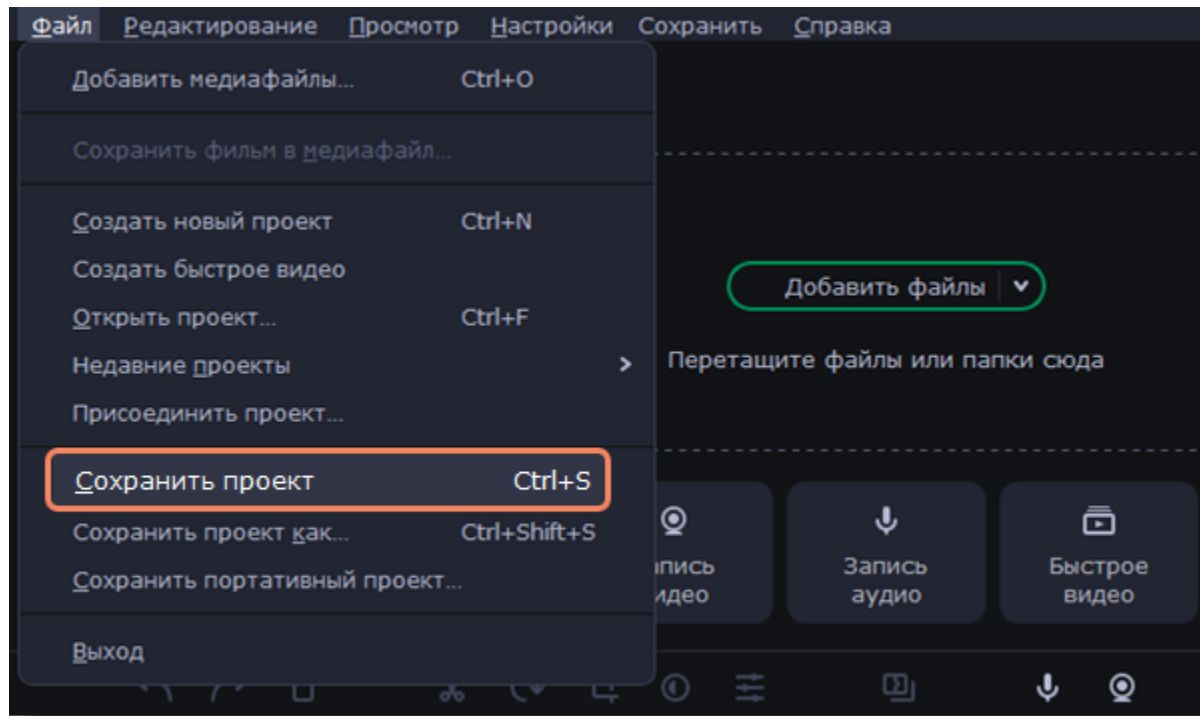 Файл Редактирование Просмотр Настройки Сохранить Справка
Добавить медиафайлы... Ctrl+O
Сохранить фильм в медиафайл...
Создать новый проект Ctrl+N
Создать быстрое видео
Открыть проект... Ctrl+F
Недавние проекты
Присоединить проект...
Сохранить проект Ctrl+S
Сохранить проект как... Ctrl+Shift+S
Сохранить портативный проект...
Выход
Добавить файлы
Перетащите файлы или папки сюда
Запись
аудио
Быстрое
видео